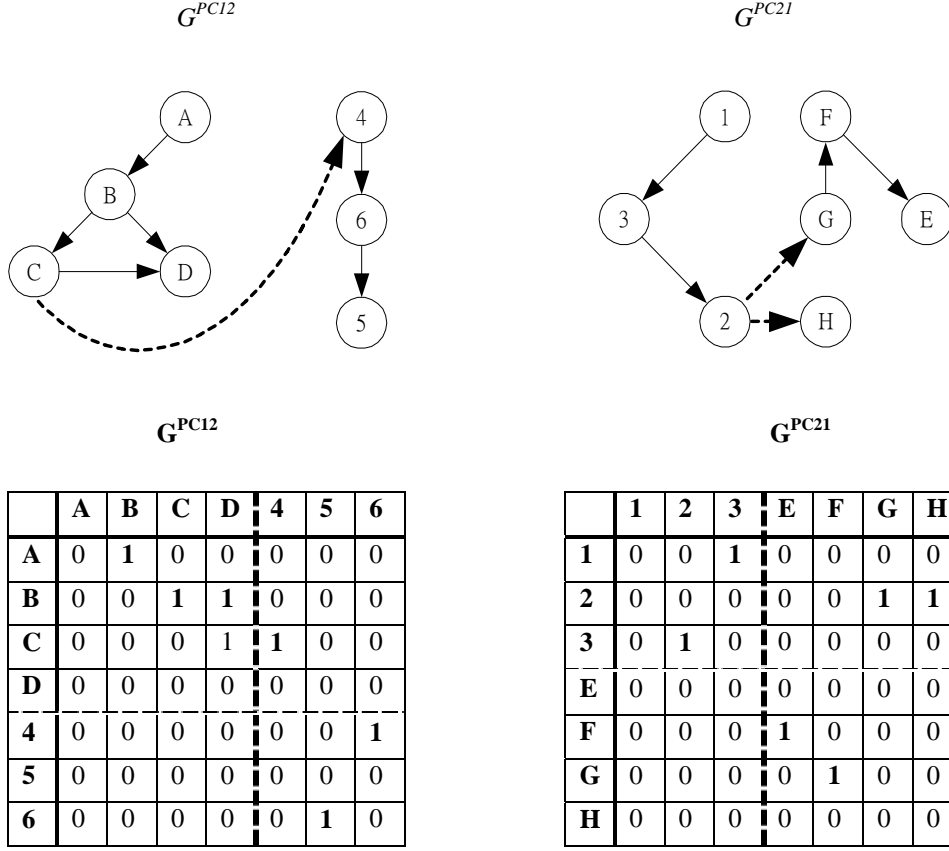 G^PC12 G^PC21
A 4 1 F
B 6 3 G E
C D
5 2 H
G^PC12 G^PC21
A B C D 4 5 6 1 2 3 E F G H
A 0 1 0 0 0 0 0 1 0 0 1 0 0 0 0
B 0 0 1 1 0 0 0 2 0 0 0 0 0 1 1
C 0 0 0 1 1 0 0 3 0 1 0 0 0 0 0
D 0 0 0 0 0 0 0 E 0 0 0 0 0 0 0
4 0 0 0 0 0 0 1 F 0 0 0 1 0 0 0
5 0 0 0 0 0 0 0 G 0 0 0 0 1 0 0
6 0 0 0 0 0 1 0 H 0 0 0 0 0 0 0